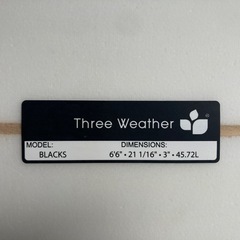 Three Weather
MODEL: DIMENSIONS:
BLACKS 6'6" • 21 1/16" • 3" • 45.72L